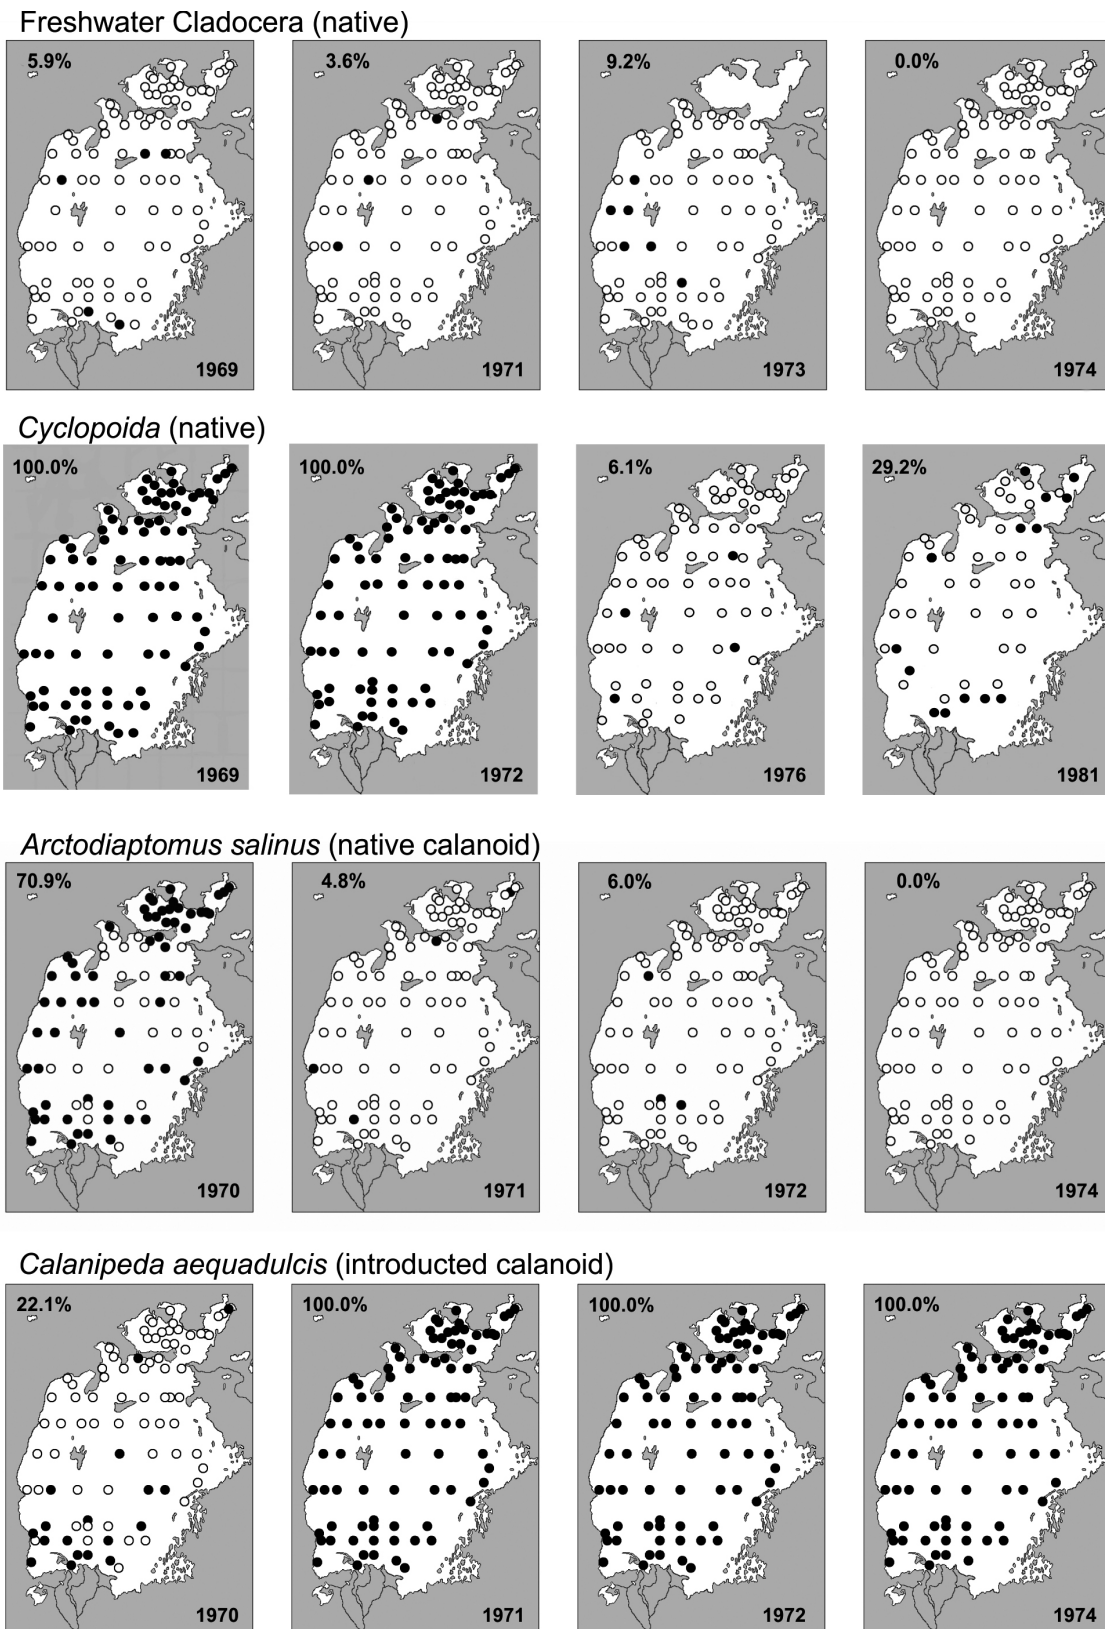 Freshwater Cladocera (native)
5.9% 3.6% 9.2% 0.0%
1969 1971 1973 1974
Cyclopoida (native)
100.0% 100.0% 6.1% 29.2%
1969 1972 1976 1981
Arctodiaptomus salinus (native calanoid)
70.9% 4.8% 6.0% 0.0%
1970 1971 1972 1974
Calanipeda aequadulcis (introducted calanoid)
22.1% 100.0% 100.0% 100.0%
1970 1971 1972 1974